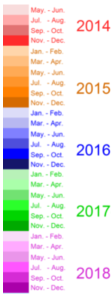 May. - Jun.
Jul. - Aug.
Sep. - Oct.
Nov. - Dec.
2014
Jan. - Feb.
Mar. - Apr.
May. - Jun.
Jul. - Aug.
Sep. - Oct.
Nov. - Dec.
2015
Jan. - Feb.
Mar. - Apr.
May. - Jun.
Jul. - Aug.
Sep. - Oct.
Nov. - Dec.
2016
Jan. - Feb.
Mar. - Apr.
May. - Jun.
Jul. - Aug.
Sep. - Oct.
Nov. - Dec.
2017
Jan. - Feb.
Mar. - Apr.
May. - Jun.
Jul. - Aug.
Sep. - Oct.
Nov. - Dec.
2018